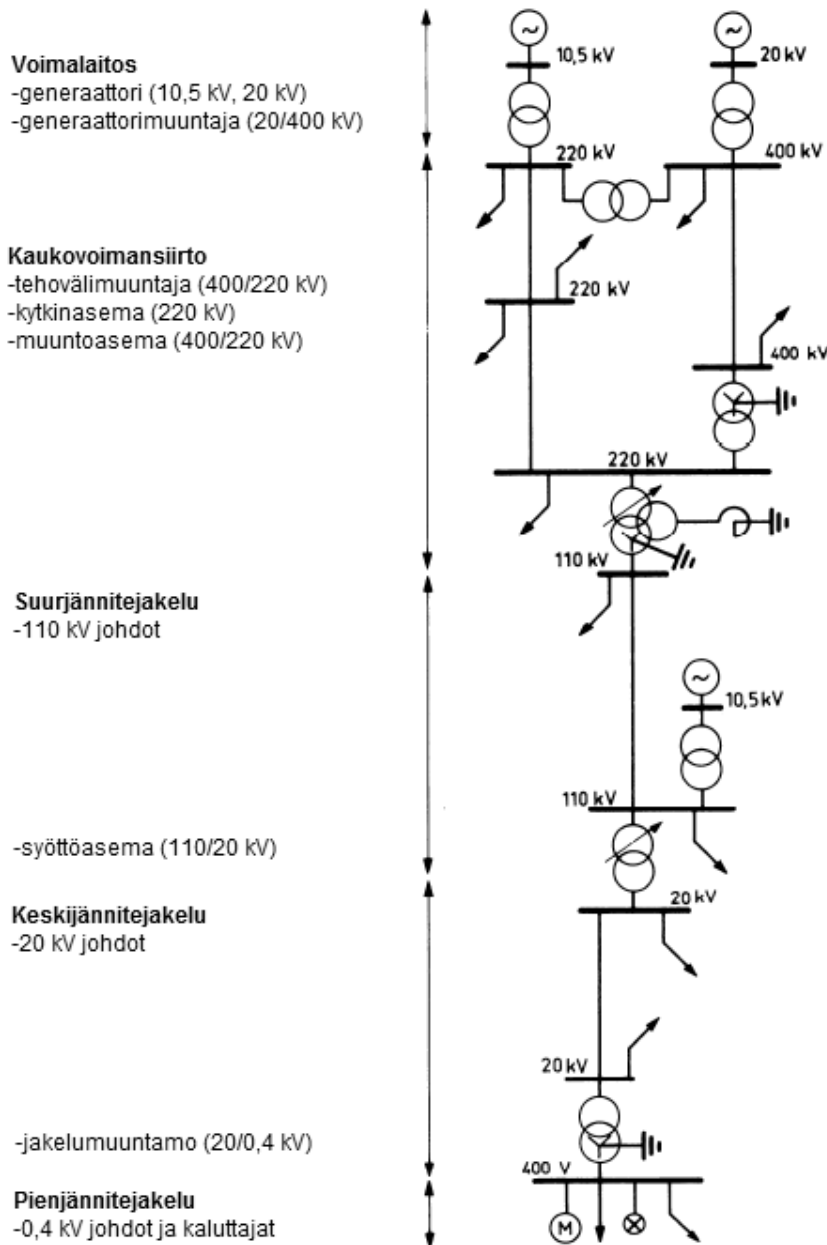 Voimalaitos
-generaattori (10,5 kV, 20 kV)
-generaattorimuuntaja (20/400 kV)
Kaukovoimansiirto
-tehovälimuuntaja (400/220 kV)
-kytkinasema (220 kV)
-muuntoasema (400/220 kV)
Suurjännitejakelu
-110 kV johdot
-syöttöasema (110/20 kV)
Keskijännitejakelu
-20 kV johdot
-jakelumuuntamo (20/0,4 kV)
Pienjännitejakelu
-0,4 kV johdot ja kaluttajat
~
~
10,5 kV
20 kV
220 kV
400 kV
220 kV
400 kV
220 kV
110 kV
~
10,5 kV
110 kV
20 kV
20 kV
400 V
M